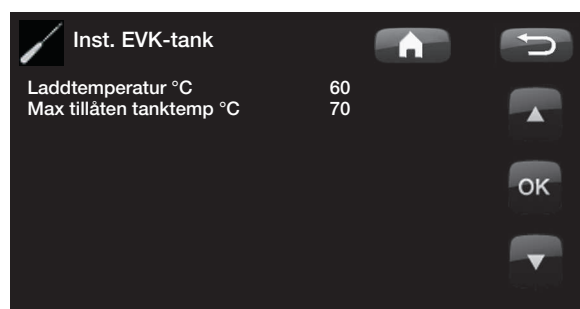 Inst. EVK-tank
Laddtemperatur °C 60
Max tillåten tanktemp °C 70
OK